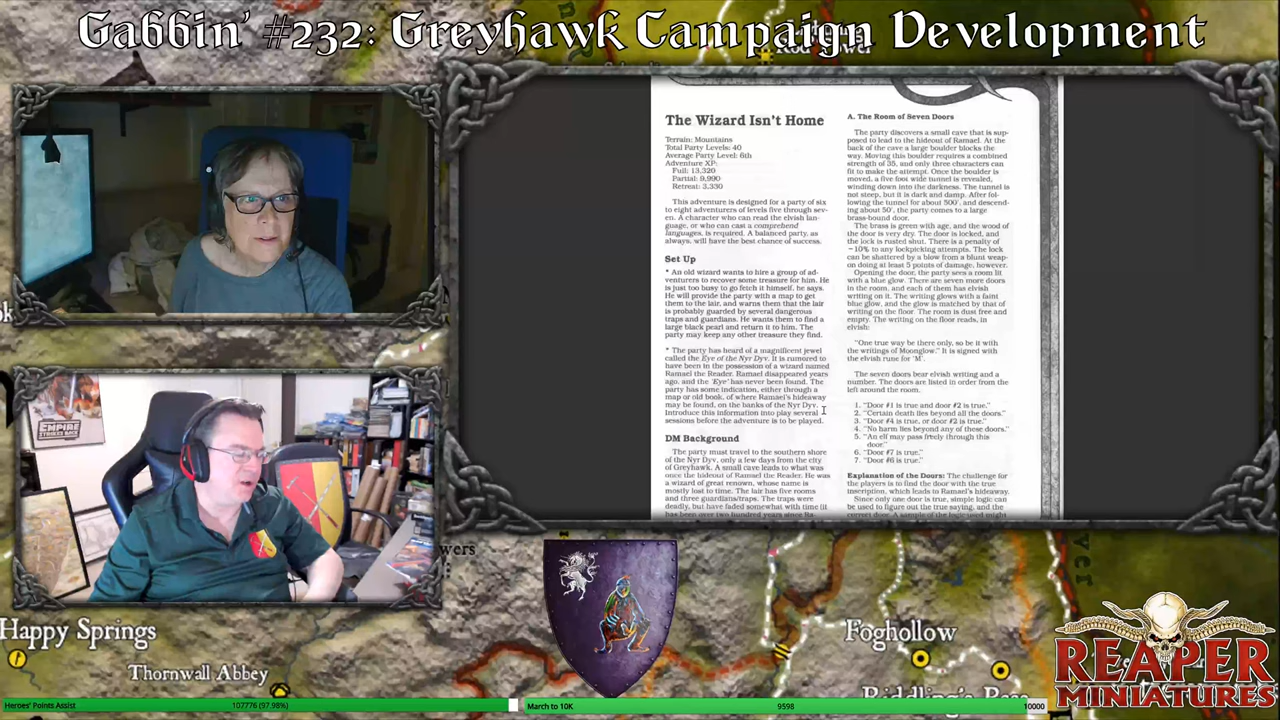 Gabbin' #232: Greyhawk Campaign Development
The Wizard Isn't Home
Terrain: Mountains
Total Party Levels: 40
Average Party Level: 6th
Adventure XP:
Full: 13,320
Partial: 9,990
Retreat: 3,330
This adventure is designed for a party of six
to eight adventurers of levels five through sev-
en. A character who can read the elvish lan-
guage, or who can cast a comprehend
languages, is required. A balanced party, as
always, will have the best chance of success.
Set Up
* An old wizard wants to hire a group of ad-
venturers to recover some treasure for him. He
is just too busy to go fetch it himself, he says.
He will provide the party with a map to get
them to the lair, and warns them that the lair
is probably guarded by several dangerous
traps and guardians. He wants them to find a
large black pearl and return it to him. The
party may keep any other treasure they find.
* The party has heard of a magnificent jewel
called the Eye of the Nyr Dyv. It is rumored to
have been in the possession of a wizard named
Ramael the Reader. Ramael disappeared years
ago, and the 'Eye' has never been found. The
party has some indication, either through a
map or old book, of where Ramael's hideaway
may be found, on the banks of the Nyr Dyv.
Introduce this information into play several
sessions before the adventure is to be played.
DM Background
The party must travel to the southern shore
of the Nyr Dyv, only a few days from the city
of Greyhawk. A small cave leads to what was
once the hideout of Ramael the Reader. He was
a wizard of great renown, whose name is
mostly lost to time. The lair has five rooms
and three guardians/traps. The traps were
deadly, but have faded somewhat with time (it
has been over two hundred years since Ra-
A. The Room of Seven Doors
The party discovers a small cave that is sup-
posed to lead to the hideout of Ramael. At the
back of the cave a large boulder blocks the
way. Moving this boulder requires a combined
strength of 35, and only three characters can
fit to make the attempt. Once the boulder is
moved, a five foot wide tunnel is revealed,
winding down into the darkness. The tunnel is
not steep, but it is dark and damp. After fol-
lowing the tunnel for about 500', and descend-
ing about 50', the party comes to a large
brass-bound door.
The brass is green with age, and the wood of
the door is very dry. The door is locked, and
the lock is rusted shut. There is a penalty of
-10% to any lockpicking attempts. The lock
can be shattered by a blow from a blunt weap-
on doing at least 5 points of damage, however.
Opening the door, the party sees a room lit
with a blue glow. There are seven more doors
in the room, and each of them has elvish
writing on it. The writing glows with a faint
blue glow, and the glow is matched by that of
writing on the floor. The room is dust free and
empty. The writing on the floor reads, in
elvish:
"One true way be there only, so be it with
the writings of Moonglow." It is signed with
the elvish rune for 'M'.
The seven doors bear elvish writing and a
number. The doors are listed in order from the
left around the room.
1. "Door #1 is true and door #2 is true."
2. "Certain death lies beyond all the doors."
3. "Door #4 is true, or door #2 is true."
4. "No harm lies beyond any of these doors."
5. "An elf may pass freely through this
door."
6. "Door #7 is true."
7. "Door #6 is true."
Explanation of the Doors: The challenge for
the players is to find the door with the true
inscription, which leads to Ramael's hideaway.
Since only one door is true, simple logic can
be used to figure out the true saying, and the
correct door. A sample of the logic used might
EMPIRE
STRIKES
BACK
wers
Happy Springs
Thornwall Abbey
Foghollow
REAPER
MINIATURES
Heroes' Points Assist
107776 (97.98%)
March to 10K
9598
10000